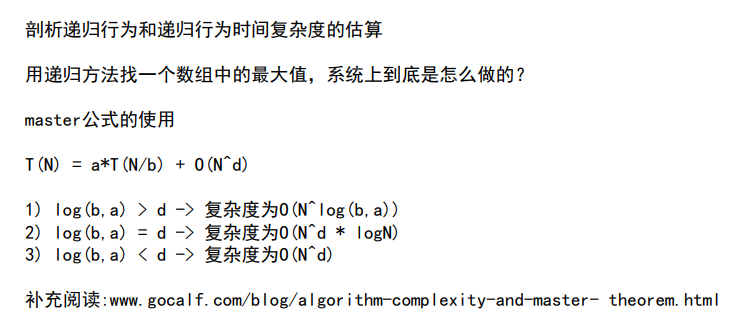 剖析递归行为和递归行为时间复杂度的估算
用递归方法找一个数组中的最大值，系统上到底是怎么做的？
master公式的使用
T(N) = a*T(N/b) + O(N^d)
1) log(b,a) > d -> 复杂度为O(N^log(b,a))
2) log(b,a) = d -> 复杂度为O(N^d * logN)
3) log(b,a) < d -> 复杂度为O(N^d)
补充阅读:www.gocalf.com/blog/algorithm-complexity-and-master- theorem.html